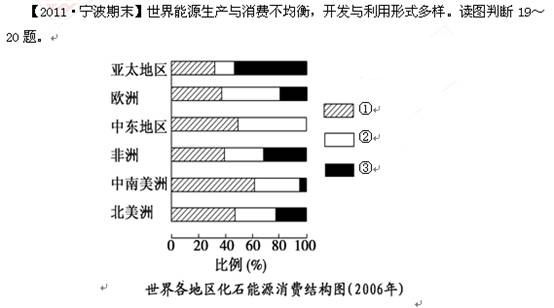 【2011·宁波期末】世界能源生产与消费不均衡，开发与利用形式多样。读图判断 19～
20 题。
亚太地区
欧洲
中东地区
非洲
中南美洲
北美洲
①
②
③
0 20 40 60 80 100
比例(%)
世界各地区化石能源消费结构图(2006年)